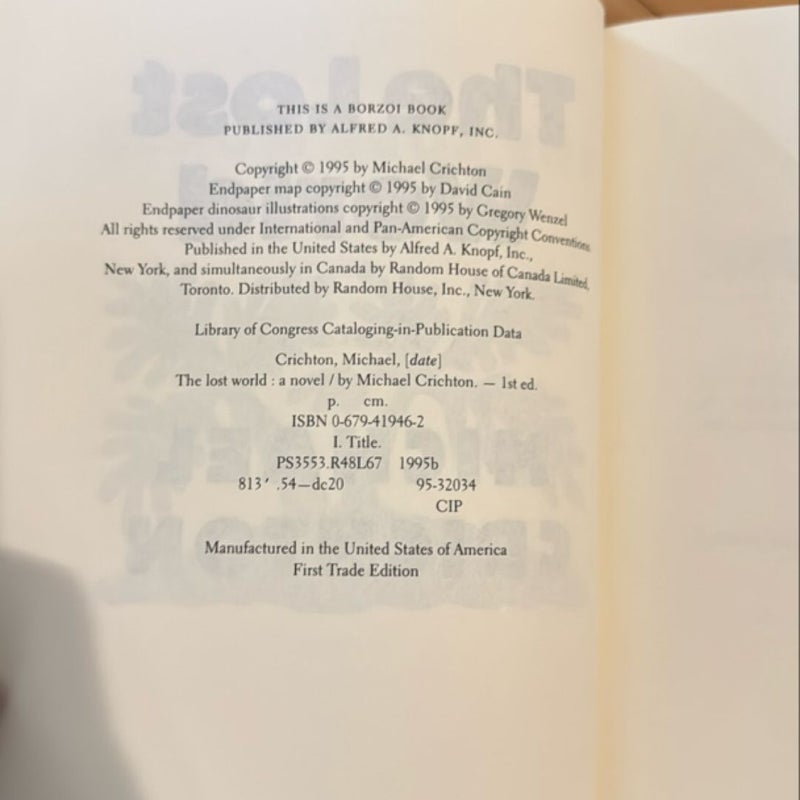 THIS IS A BORZOI BOOK
PUBLISHED BY ALFRED A. KNOPF, INC.
Copyright © 1995 by Michael Crichton
Endpaper map copyright © 1995 by David Cain
Endpaper dinosaur illustrations copyright © 1995 by Gregory Wenzel
All rights reserved under International and Pan-American Copyright Conventions
Published in the United States by Alfred A. Knopf, Inc.,
New York, and simultaneously in Canada by Random House of Canada Limited,
Toronto. Distributed by Random House, Inc., New York.
Library of Congress Cataloging-in-Publication Data
Crichton, Michael, [date]
The lost world : a novel / by Michael Crichton. — 1st ed.
p. cm.
ISBN 0-679-41946-2
I. Title.
PS3553.R48L67 1995b
813′ .54—dc20 95-32034
CIP
Manufactured in the United States of America
First Trade Edition